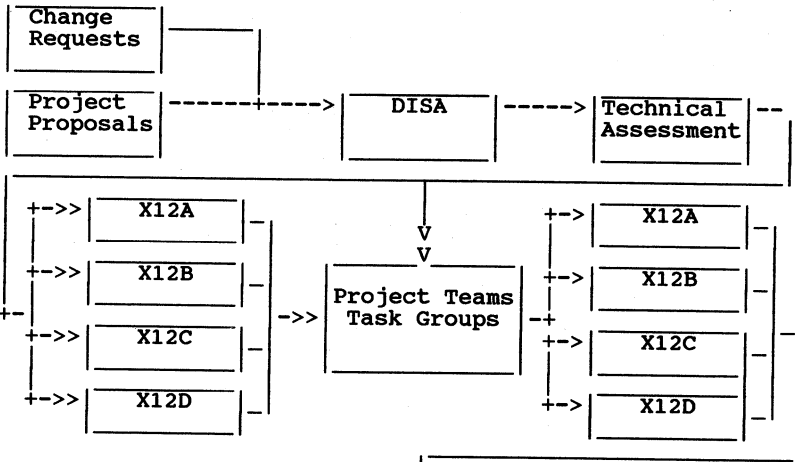 Change
Requests
Project
Proposals
DISA
Technical
Assessment
X12A
X12B
X12C
X12D
Project Teams
Task Groups
X12A
X12B
X12C
X12D